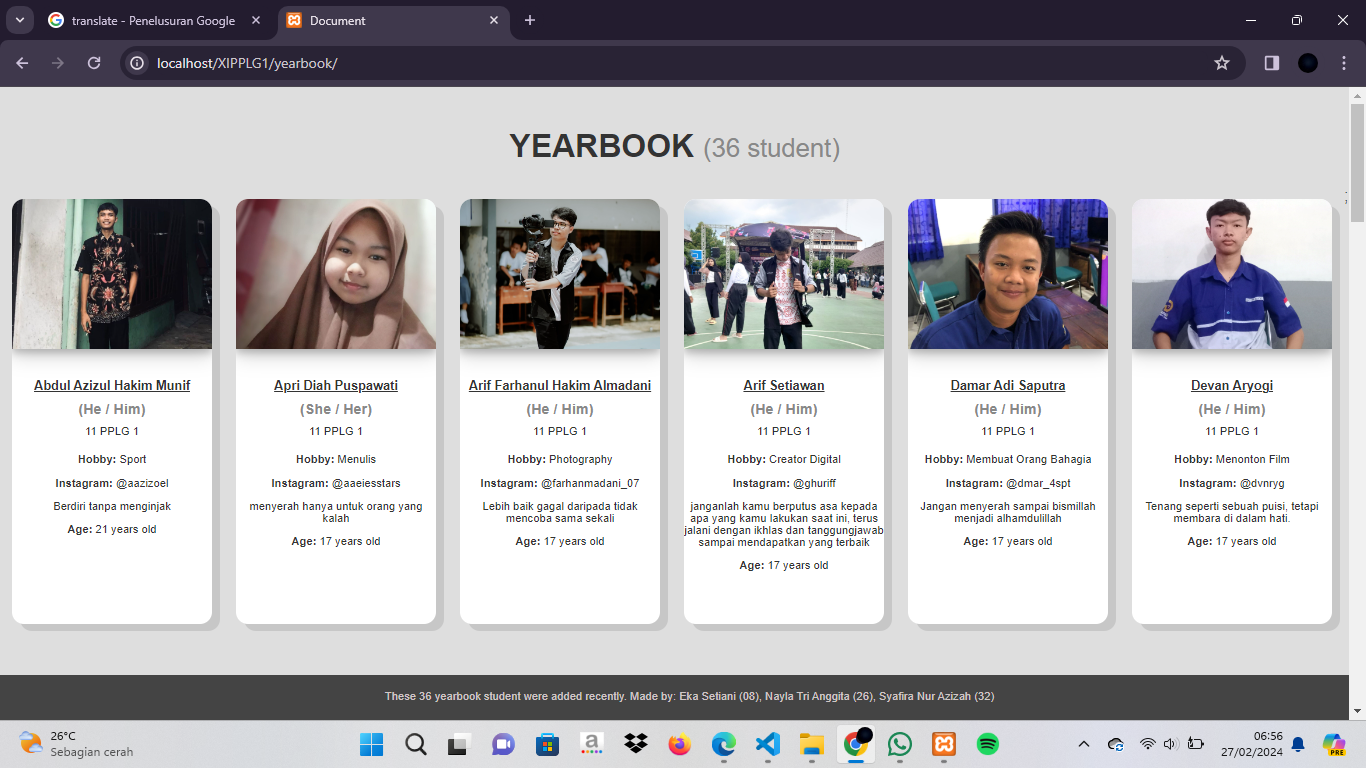 translate - Penelusuran Google
Document
localhost/XIPPLG1/yearbook/
YEARBOOK (36 student)
Abdul Azizul Hakim Munif
(He / Him)
11 PPLG 1
Hobby: Sport
Instagram: @aazizoel
Berdiri tanpa menginjak
Age: 21 years old
Apri Diah Puspawati
(She / Her)
11 PPLG 1
Hobby: Menulis
Instagram: @aaeiesstars
menyerah hanya untuk orang yang
kalah
Age: 17 years old
Arif Farhanul Hakim Almadani
(He / Him)
11 PPLG 1
Hobby: Photography
Instagram: @farhanmadani_07
Lebih baik gagal daripada tidak
mencoba sama sekali
Age: 17 years old
Arif Setiawan
(He / Him)
11 PPLG 1
Hobby: Creator Digital
Instagram: @ghuriff
janganlah kamu berputus asa kepada
apa yang kamu lakukan saat ini, terus
jalani dengan ikhlas dan tanggungjawab
sampai mendapatkan yang terbaik
Age: 17 years old
Damar Adi Saputra
(He / Him)
11 PPLG 1
Hobby: Membuat Orang Bahagia
Instagram: @dmar_4spt
Jangan menyerah sampai bismillah
menjadi alhamdulillah
Age: 17 years old
Devan Aryogi
(He / Him)
11 PPLG 1
Hobby: Menonton Film
Instagram: @dvnryg
Tenang seperti sebuah puisi, tetapi
membara di dalam hati.
Age: 17 years old
These 36 yearbook student were added recently. Made by: Eka Setiani (08), Nayla Tri Anggita (26), Syafira Nur Azizah (32)
26°C
Sebagian cerah
a
06:56
27/02/2024
PRE